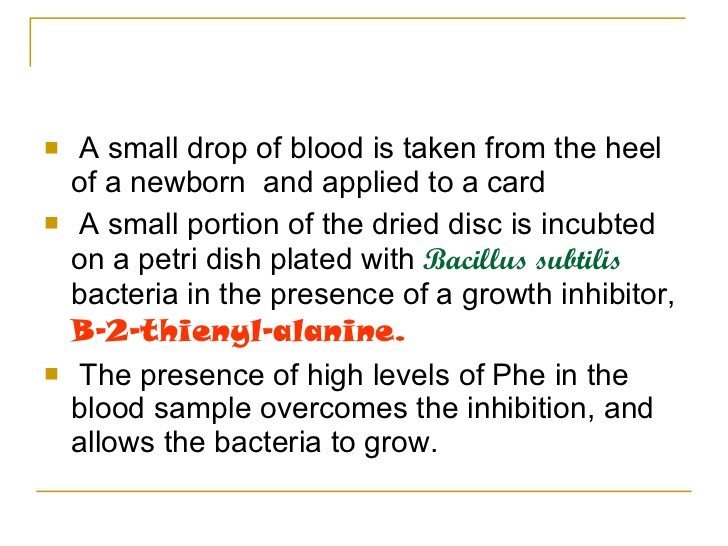 A small drop of blood is taken from the heel
of a newborn  and applied to a card
A small portion of the dried disc is incubted
on a petri dish plated with Bacillus subtilis
bacteria in the presence of a growth inhibitor,
B-2-thienyl-alanine.
The presence of high levels of Phe in the
blood sample overcomes the inhibition, and
allows the bacteria to grow.